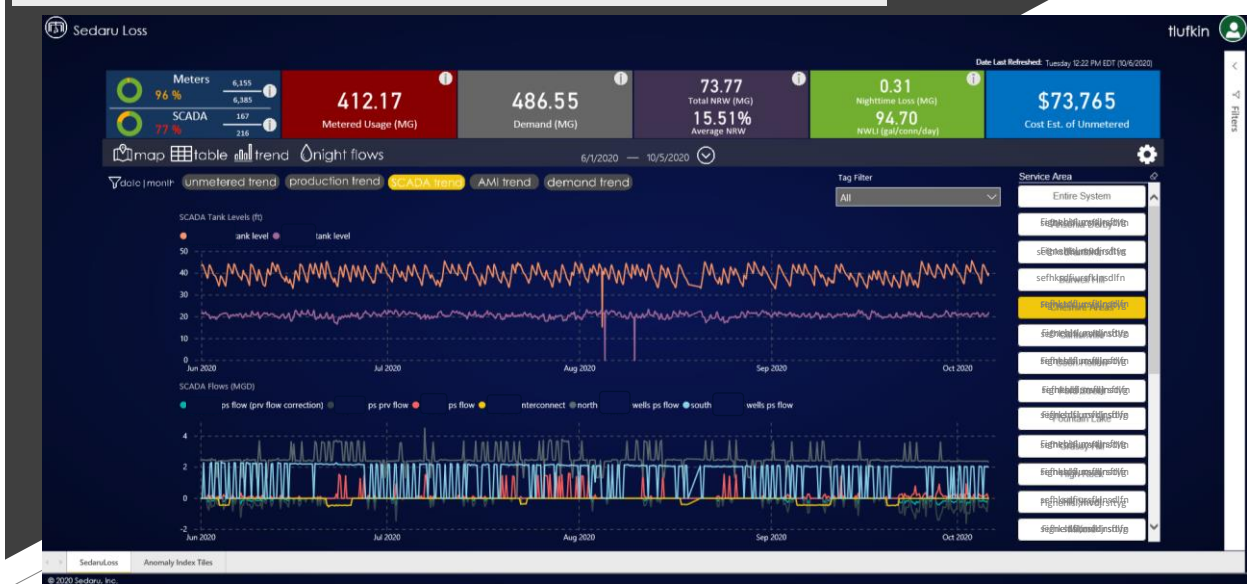 Sedaru Loss
tlufkin
Date Last Refreshed: Tuesday 12:22 PM EDT (10/6/2020)
Meters
96 %
6,155
6,385
SCADA
77 %
167
216
412.17
Metered Usage (MG)
486.55
Demand (MG)
73.77
Total NRW (MG)
15.51%
Average NRW
0.31
Nighttime Loss (MG)
94.70
NWLI (gal/conn/day)
$73,765
Cost Est. of Unmetered
Filters
map table trend night flows
6/1/2020 — 10/5/2020
date | month unmetered trend production trend SCADA trend AMI trend demand trend
Tag Filter
All
Service Area
Entire System
SCADA Tank Levels (ft)
tank level tank level
50
40
30
20
10
0
Jun 2020 Jul 2020 Aug 2020 Sep 2020 Oct 2020
SCADA Flows (MGD)
ps flow (prv flow correction) ps prv flow ps flow nterconnect north wells ps flow south wells ps flow
4
2
0
-2
Jun 2020 Jul 2020 Aug 2020 Sep 2020 Oct 2020
SedaruLoss Anomaly Index Tiles
© 2020 Sedaru, Inc.